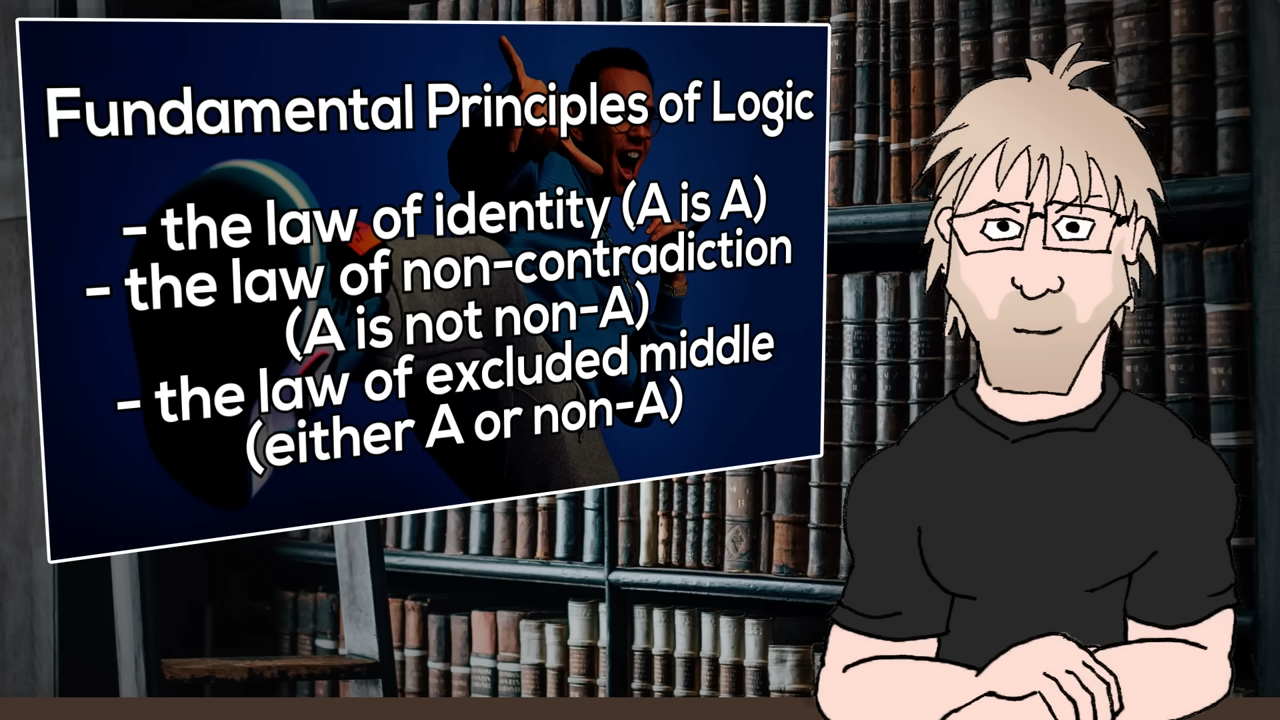 Fundamental Principles of Logic
- the law of identity (A is A)
- the law of non-contradiction
(A is not non-A)
- the law of excluded middle
(either A or non-A)